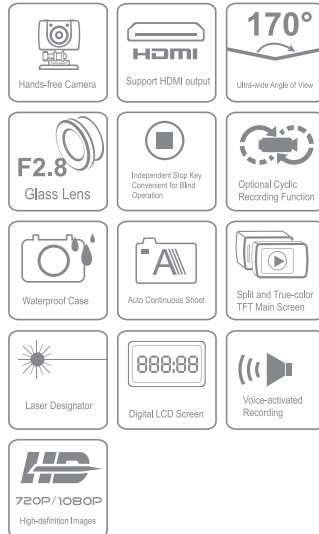 Hands-free Camera
HDMI
Support HDMI output
170°
Ultra-wide Angle of View
F2.8
Glass Lens
Independent Stop Key
Convenient for Blind
Operation
Optional Cyclic
Recording Function
Waterproof Case
A
Auto Continuous Shoot
Split and True-color
TFT Main Screen
Laser Designator
888:88
Digital LCD Screen
Voice-activated
Recording
HD
720P/1080P
High-definition Images